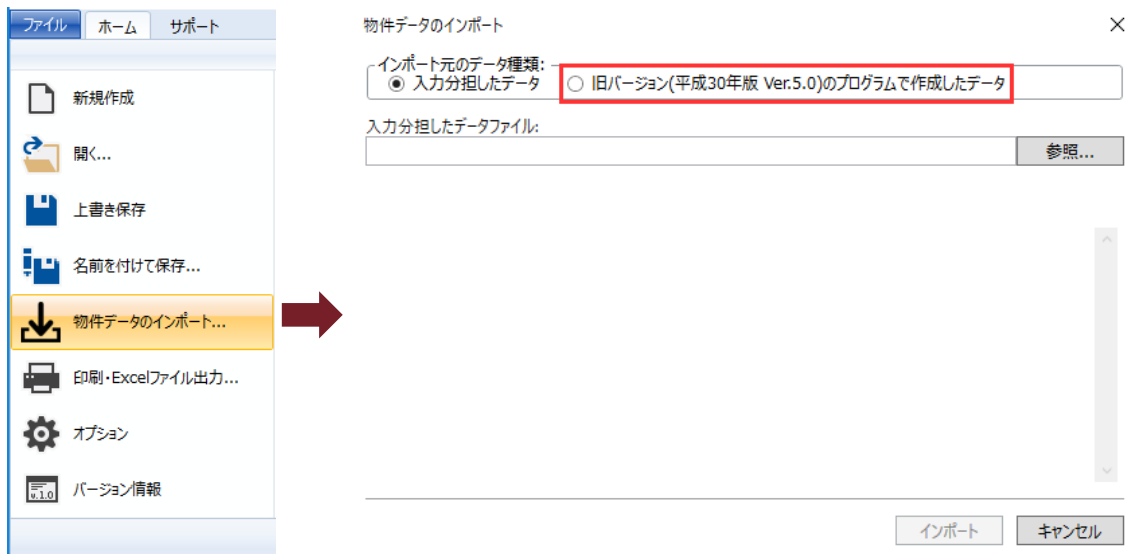 ファイル ホーム サポート
新規作成
開く...
上書き保存
名前を付けて保存...
物件データのインポート...
印刷・Excelファイル出力...
オプション
v.1.0 バージョン情報
物件データのインポート
インポート元のデータ種類:
入力分担したデータ 旧バージョン(平成30年版 Ver.5.0)のプログラムで作成したデータ
入力分担したデータファイル:
参照...
インポート キャンセル